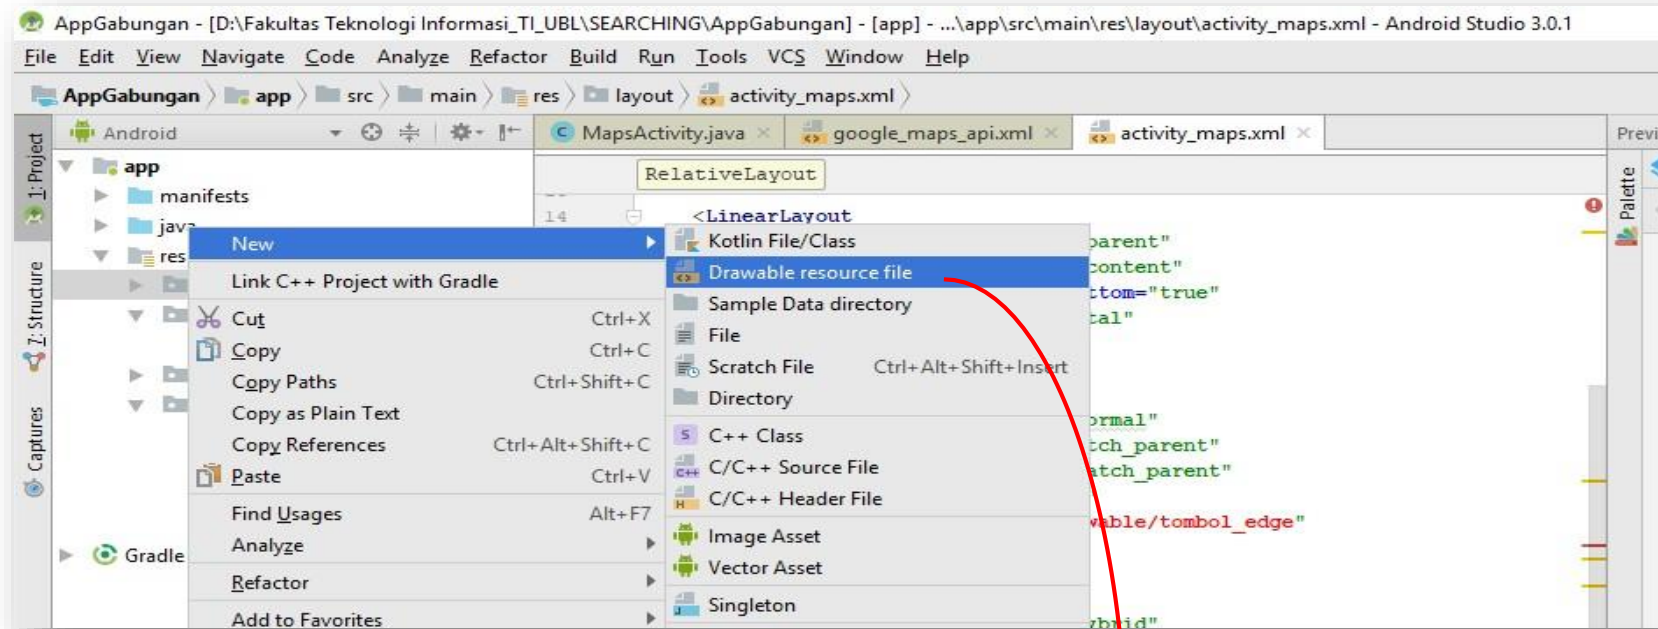 AppGabungan - [D:\Fakultas Teknologi Informasi_TI_UBL\SEARCHING\AppGabungan] - [app] - ...\app\src\main\res\layout\activity_maps.xml - Android Studio 3.0.1
File Edit View Navigate Code Analyze Refactor Build Run Tools VCS Window Help
AppGabungan app src main res layout activity_maps.xml
Android
MapsActivity.java google_maps_api.xml activity_maps.xml
1: Project
7: Structure
Captures
app
manifests
java
res
Gradle
RelativeLayout
14 <LinearLayout
parent"
content"
ttom="true"
tal"
ormal"
tch_parent"
atch_parent"
wable/tombol_edge"
ybrid"
New
Link C++ Project with Gradle
Cut Ctrl+X
Copy Ctrl+C
Copy Paths Ctrl+Shift+C
Copy as Plain Text
Copy References Ctrl+Alt+Shift+C
Paste Ctrl+V
Find Usages Alt+F7
Analyze
Refactor
Add to Favorites
Kotlin File/Class
Drawable resource file
Sample Data directory
File
Scratch File Ctrl+Alt+Shift+Insert
Directory
C++ Class
C/C++ Source File
C/C++ Header File
Image Asset
Vector Asset
Singleton
Previ
Palette